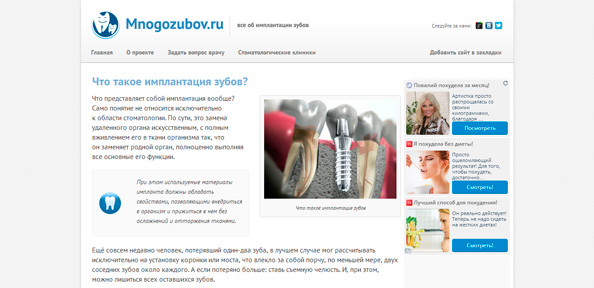 Mnogozubov.ru
все об имплантации зубов
Следуйте за нами:
Главная О проекте Задать вопрос врачу Стоматологические клиники Добавить сайт в закладки
Что такое имплантация зубов?
Что представляет собой имплантация вообще?
Само понятие не относится исключительно
к области стоматологии. По сути, это замена
удаленного органа искусственным, с полным
вживлением его в ткани организма так, что
он заменяет родной орган, полноценно выполняя
все основные его функции.
Что такое имплантация зубов
При этом используемые материалы
импланта должны обладать
свойствами, позволяющими внедриться
в организм и прижиться в нем без
осложнений и отторжения тканями.
Ещё совсем недавно человек, потерявший один-два зуба, в лучшем случае мог рассчитывать
исключительно на установку коронки или моста, что влекло за собой порчу, по меньшей мере, двух
соседних зубов около каждого. А если потеряно больше: ставь съемную челюсть. И, при этом,
можно лишиться всех оставшихся зубов.
Повалий похудела за месяц!
Артистка просто
распрощалась со
своими
килограммами,
благодаря ...
Посмотреть
Я похудела без диеты!
Просто
ошеломляющий
результат! Для того,
чтобы похудеть,
достаточно...
Смотреть!
Лучший способ для похудения!
Он реально действует!
Теперь не надо сидеть
на жестких диетах!
Смотреть!